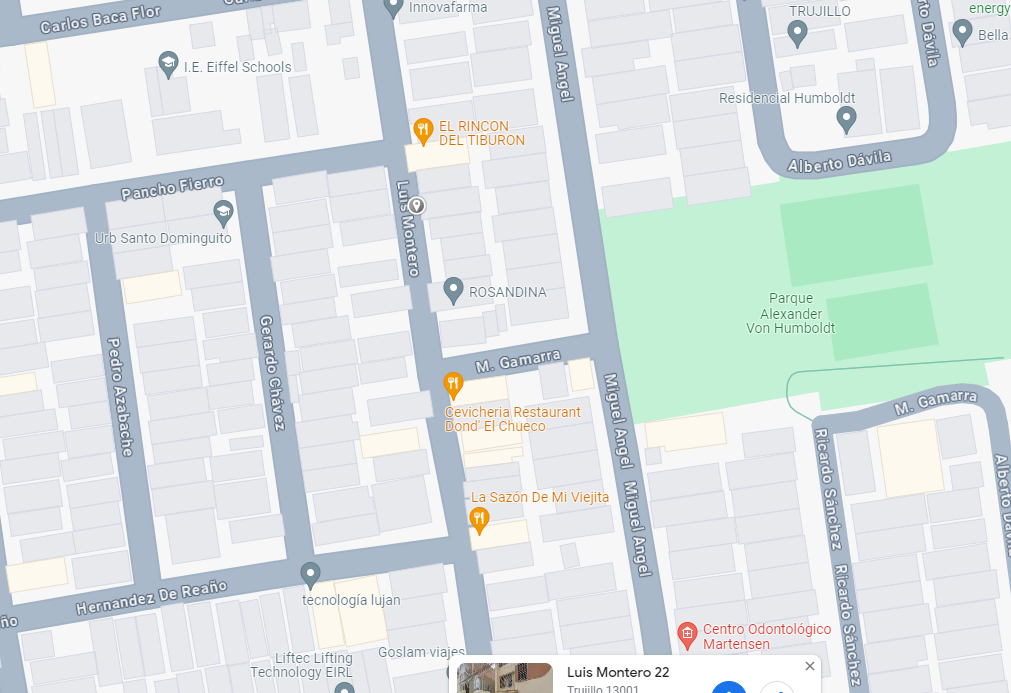 Innovafarma
TRUJILLO
energy
Carlos Baca Flor
Miguel Angel
Bella
I.E. Eiffel Schools
Residencial Humboldt
EL RINCON
DEL TIBURON
Alberto Dávila
Pancho Fierro
Luis Montero
Urb Santo Dominguito
ROSANDINA
Parque
Alexander
Von Humboldt
Pedro Azabache
Gerardo Chávez
M. Gamarra
Miguel Angel
M. Gamarra
Cevicheria Restaurant
Dond' El Chueco
Ricardo Sánchez
La Sazón De Mi Viejita
Miguel Angel
Hernandez De Reaño
tecnología lujan
Ricardo Sánchez
Centro Odontológico
Martensen
Goslam viajes
Liftec Lifting
Technology EIRL
Luis Montero 22
Trujillo 13001